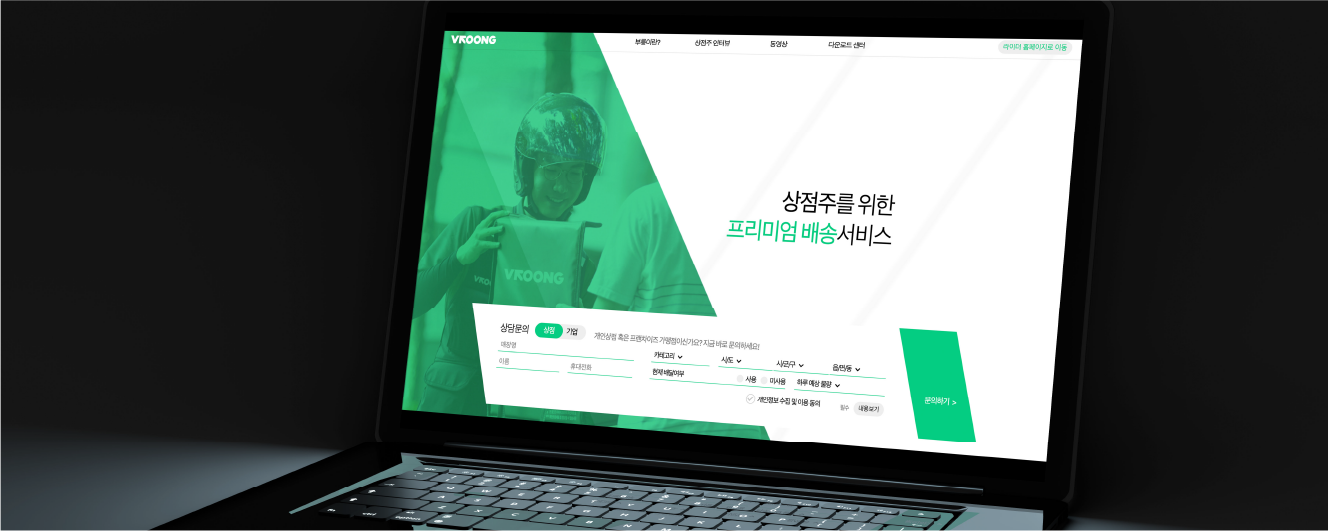 VROONG
부릉이란?
상점주 인터뷰
동영상
다운로드 센터
라이더 홈페이지로 이동
상점주를 위한
프리미엄 배송서비스
VROONG
상담문의
상점
기업
개인상점 혹은 프랜차이즈 가맹점이신가요? 지금 바로 문의하세요!
매장명
카테고리
시/도
시/군/구
읍/면/동
이름
휴대전화
현재 배달여부
사용
미사용
하루 예상 물량
개인정보 수집 및 이용 동의
필수
내용보기
문의하기 >